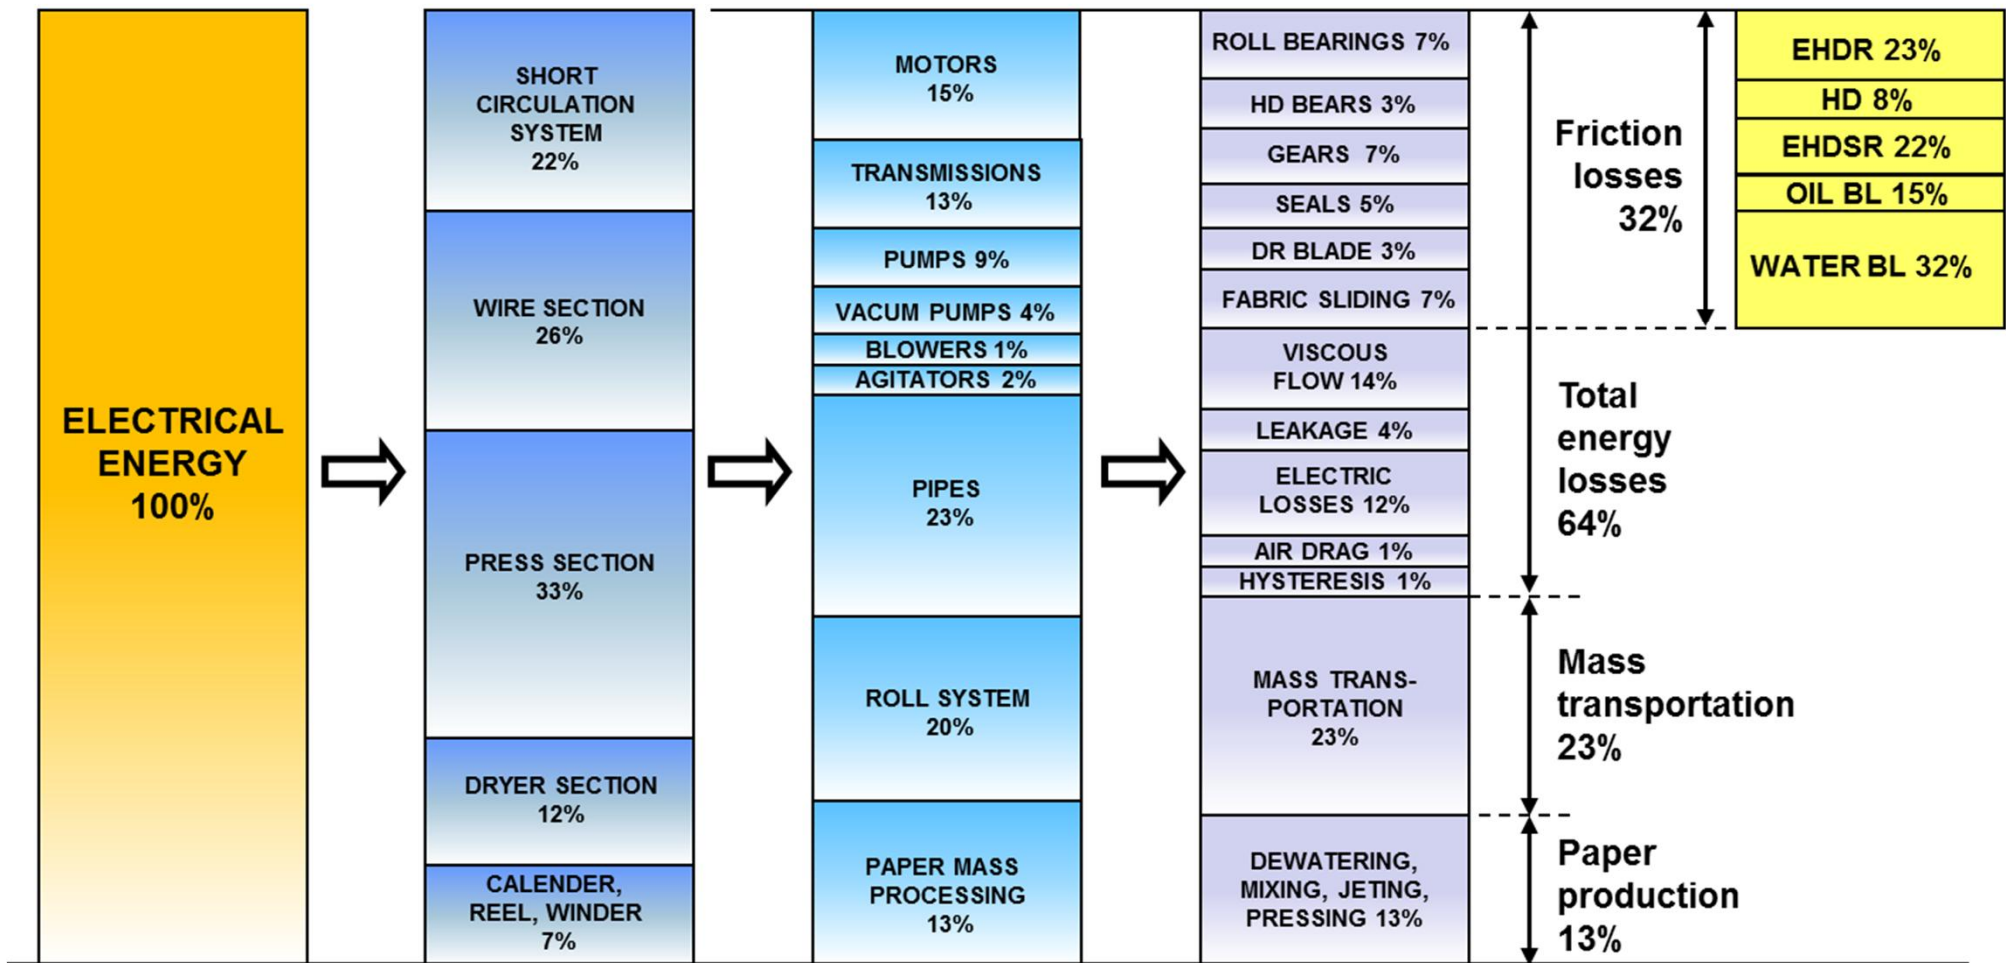 ELECTRICAL
ENERGY
100%
SHORT
CIRCULATION
SYSTEM
22%
WIRE SECTION
26%
PRESS SECTION
33%
DRYER SECTION
12%
CALENDER,
REEL, WINDER
7%
MOTORS
15%
TRANSMISSIONS
13%
PUMPS 9%
VACUM PUMPS 4%
BLOWERS 1%
AGITATORS 2%
PIPES
23%
ROLL SYSTEM
20%
PAPER MASS
PROCESSING
13%
ROLL BEARINGS 7%
HD BEARS 3%
GEARS 7%
SEALS 5%
DR BLADE 3%
FABRIC SLIDING 7%
VISCOUS
FLOW 14%
LEAKAGE 4%
ELECTRIC
LOSSES 12%
AIR DRAG 1%
HYSTERESIS 1%
MASS TRANS-
PORTATION
23%
DEWATERING,
MIXING, JETING,
PRESSING 13%
Friction
losses
32%
Total
energy
losses
64%
Mass
transportation
23%
Paper
production
13%
EHDR 23%
HD 8%
EHDSR 22%
OIL BL 15%
WATER BL 32%